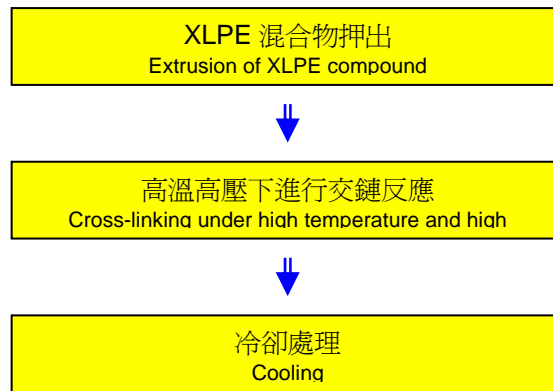 XLPE 混合物押出
Extrusion of XLPE compound
高溫高壓下進行交鏈反應
Cross-linking under high temperature and high
冷卻處理
Cooling